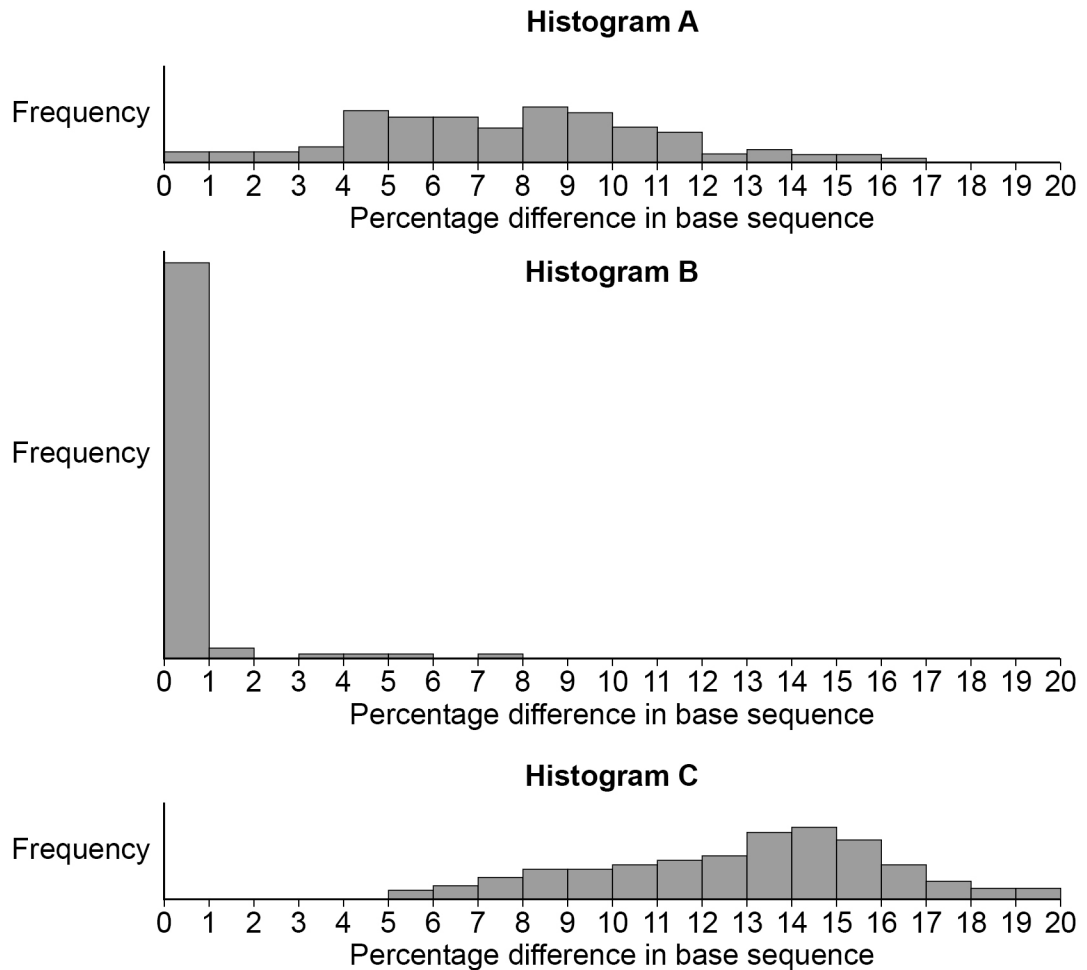 Histogram A
Frequency
0 1 2 3 4 5 6 7 8 9 10 11 12 13 14 15 16 17 18 19 20
Percentage difference in base sequence
Histogram B
Frequency
0 1 2 3 4 5 6 7 8 9 10 11 12 13 14 15 16 17 18 19 20
Percentage difference in base sequence
Histogram C
Frequency
0 1 2 3 4 5 6 7 8 9 10 11 12 13 14 15 16 17 18 19 20
Percentage difference in base sequence